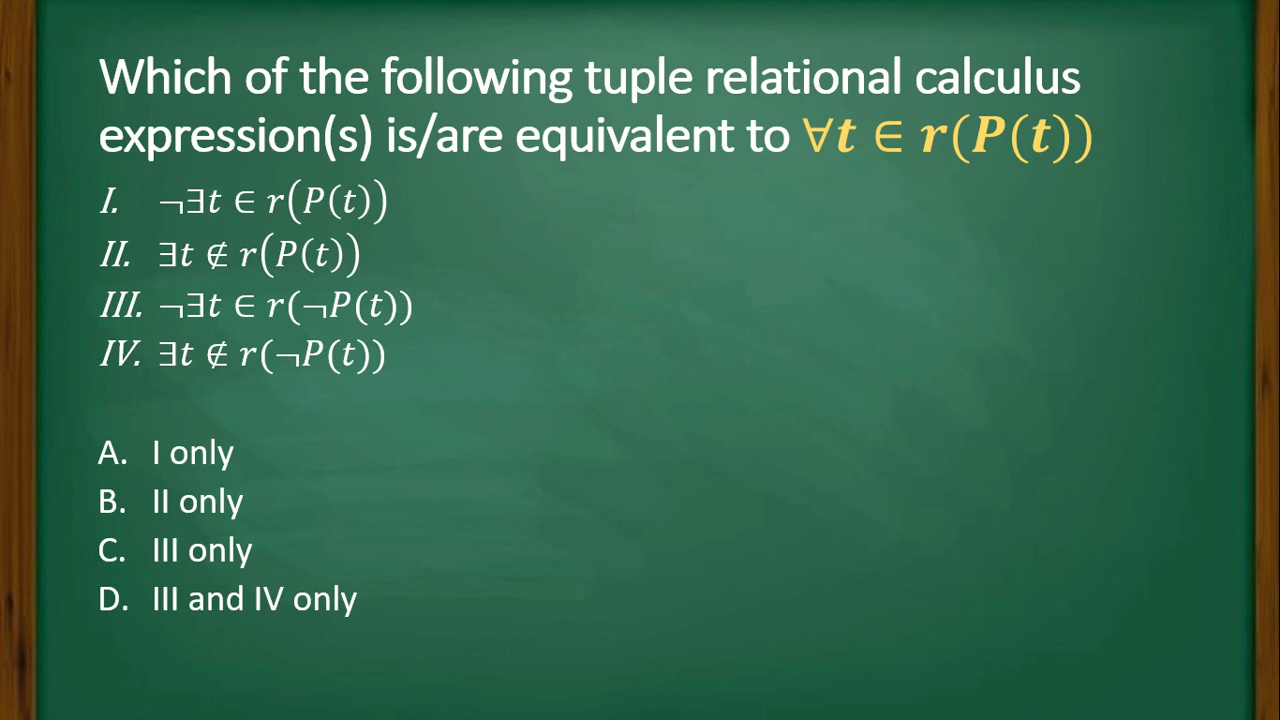 Which of the following tuple relational calculus
expression(s) is/are equivalent to ∀t ∈ r(P(t))
I. ¬∃t ∈ r(P(t))
II. ∃t ∉ r(P(t))
III. ¬∃t ∈ r(¬P(t))
IV. ∃t ∉ r(¬P(t))
A. I only
B. II only
C. III only
D. III and IV only